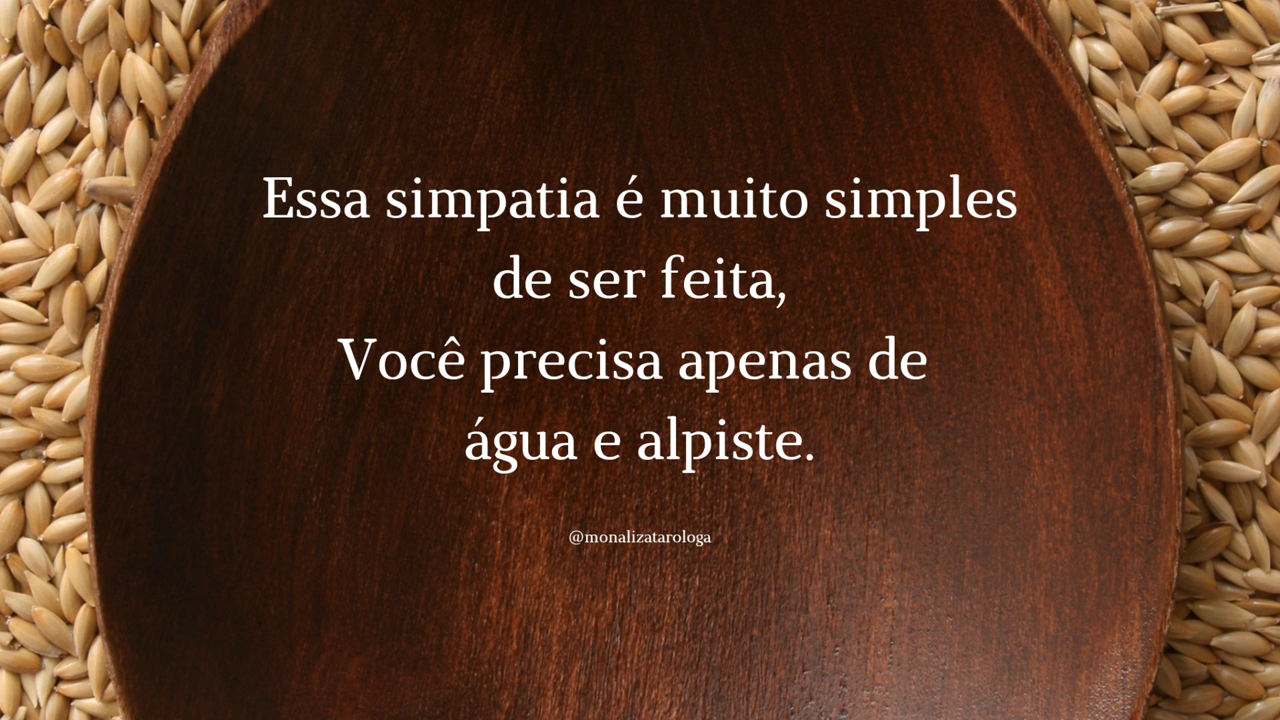 Essa simpatia é muito simples
de ser feita,
Você precisa apenas de
água e alpiste.
@monalizatarologa